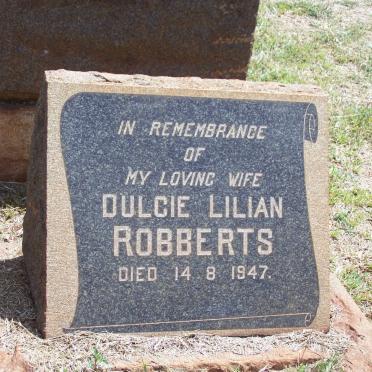 IN REMEMBRANCE
OF
MY LOVING WIFE
DULCIE LILIAN
ROBBERTS
DIED 14 8 1947.